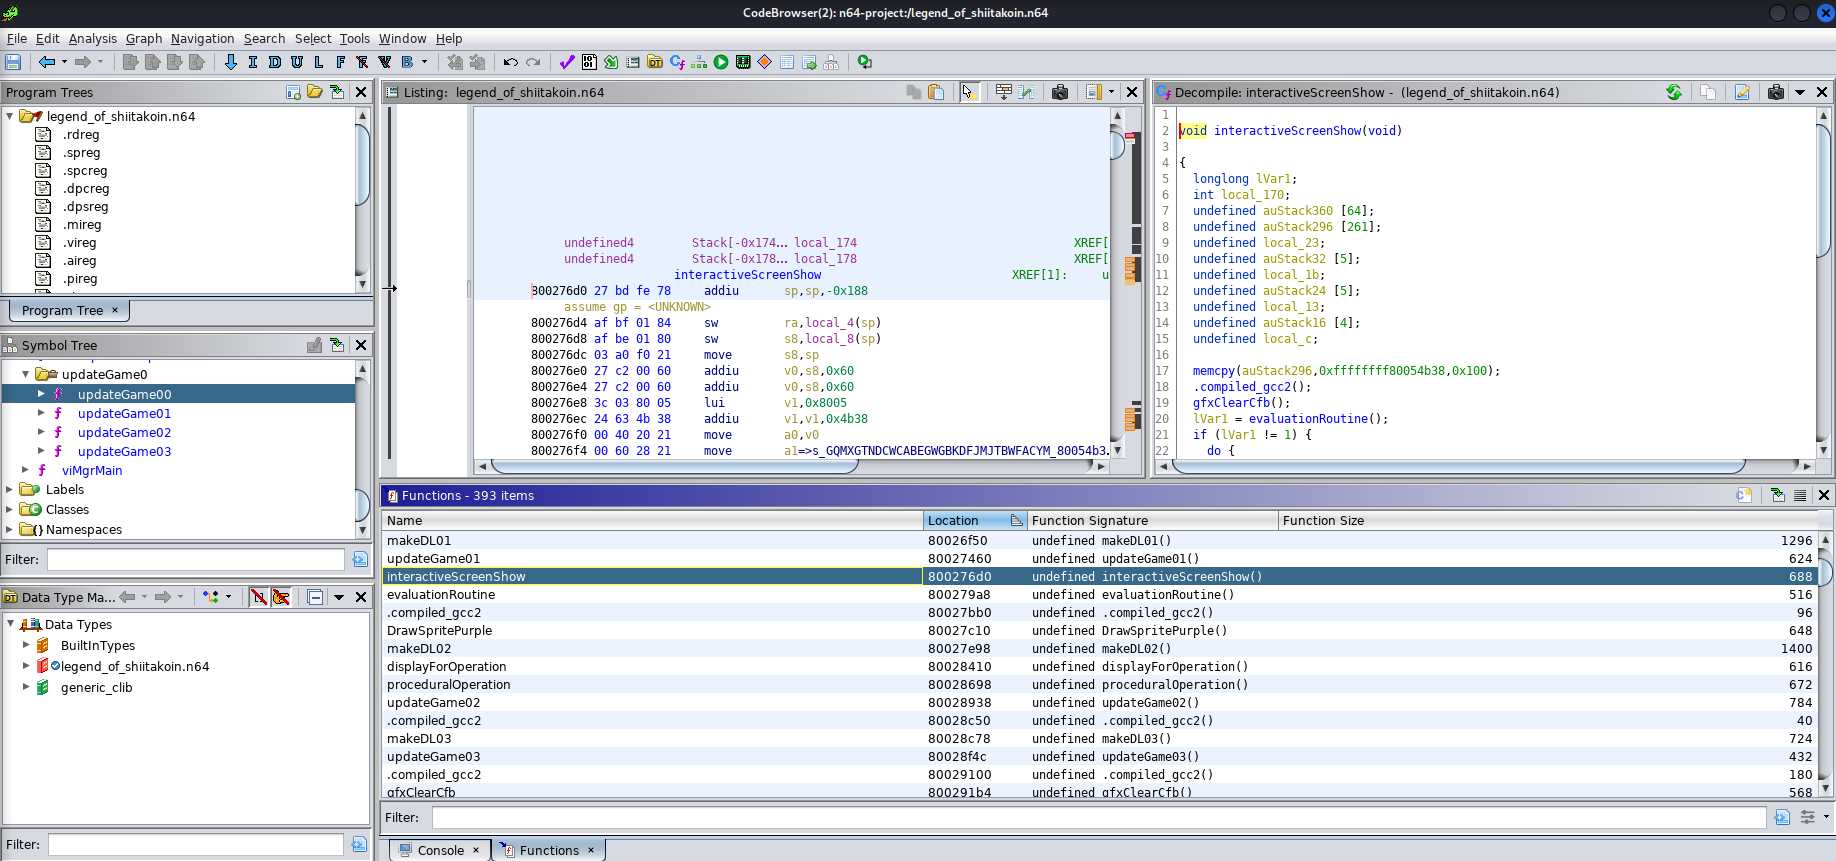 CodeBrowser(2): n64-project:/legend_of_shiitakoin.n64
File Edit Analysis Graph Navigation Search Select Tools Window Help
I D U L F F V B
Program Trees
legend_of_shiitakoin.n64
.rdreg
.spreg
.spcreg
.dpcreg
.dpsreg
.mireg
.vireg
.aireg
.pireg
Program Tree ×
Symbol Tree
updateGame0
updateGame00
updateGame01
updateGame02
updateGame03
viMgrMain
Labels
Classes
Namespaces
Filter:
Data Type Ma...
Data Types
BuiltInTypes
legend_of_shiitakoin.n64
generic_clib
Filter:
Listing: legend_of_shiitakoin.n64
undefined4 Stack[-0x174... local_174 XREF[
undefined4 Stack[-0x178... local_178 XREF[
interactiveScreenShow XREF[1]: u
800276d0 27 bd fe 78 addiu sp,sp,-0x188
assume gp = <UNKNOWN>
800276d4 af bf 01 84 sw ra,local_4(sp)
800276d8 af be 01 80 sw s8,local_8(sp)
800276dc 03 a0 f0 21 move s8,sp
800276e0 27 c2 00 60 addiu v0,s8,0x60
800276e4 27 c2 00 60 addiu v0,s8,0x60
800276e8 3c 03 80 05 lui v1,0x8005
800276ec 24 63 4b 38 addiu v1,v1,0x4b38
800276f0 00 40 20 21 move a0,v0
800276f4 00 60 28 21 move a1=>s_GQMXGTNDCWCABEGWGBKDFJMJTBWFACYM_80054b3.
Decompile: interactiveScreenShow - (legend_of_shiitakoin.n64)
1
2 void interactiveScreenShow(void)
3
4 {
5 longlong lVar1;
6 int local_170;
7 undefined auStack360 [64];
8 undefined auStack296 [261];
9 undefined local_23;
10 undefined auStack32 [5];
11 undefined local_1b;
12 undefined auStack24 [5];
13 undefined local_13;
14 undefined auStack16 [4];
15 undefined local_c;
16
17 memcpy(auStack296,0xffffffff80054b38,0x100);
18 .compiled_gcc2();
19 gfxClearCfb();
20 lVar1 = evaluationRoutine();
21 if (lVar1 != 1) {
22 do {
Functions - 393 items
Name Location Function Signature Function Size
makeDL01 80026f50 undefined makeDL01() 1296
updateGame01 80027460 undefined updateGame01() 624
interactiveScreenShow 800276d0 undefined interactiveScreenShow() 688
evaluationRoutine 800279a8 undefined evaluationRoutine() 516
.compiled_gcc2 80027bb0 undefined .compiled_gcc2() 96
DrawSpritePurple 80027c10 undefined DrawSpritePurple() 648
makeDL02 80027e98 undefined makeDL02() 1400
displayForOperation 80028410 undefined displayForOperation() 616
proceduralOperation 80028698 undefined proceduralOperation() 672
updateGame02 80028938 undefined updateGame02() 784
.compiled_gcc2 80028c50 undefined .compiled_gcc2() 40
makeDL03 80028c78 undefined makeDL03() 724
updateGame03 80028f4c undefined updateGame03() 432
.compiled_gcc2 80029100 undefined .compiled_gcc2() 180
gfxClearCfb 800291b4 undefined gfxClearCfb() 568
Filter:
Console × Functions ×